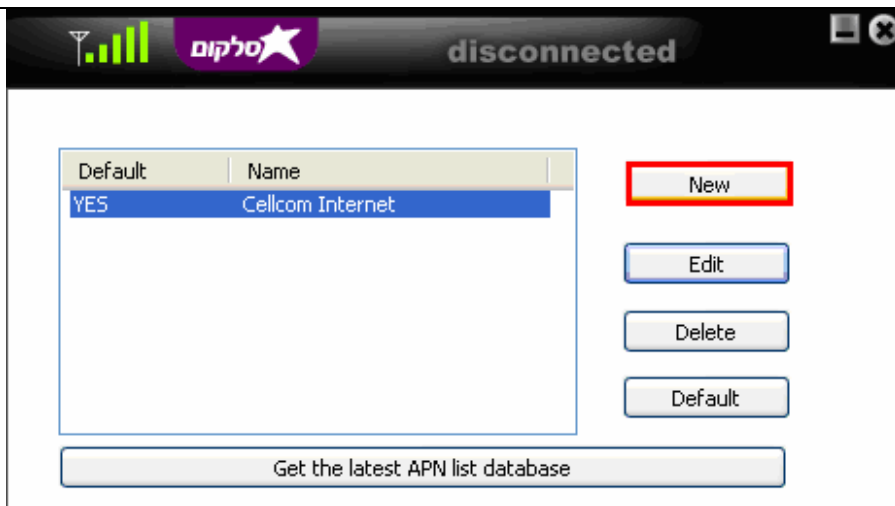 סלקום
disconnected
Default Name
YES Cellcom Internet
New
Edit
Delete
Default
Get the latest APN list database